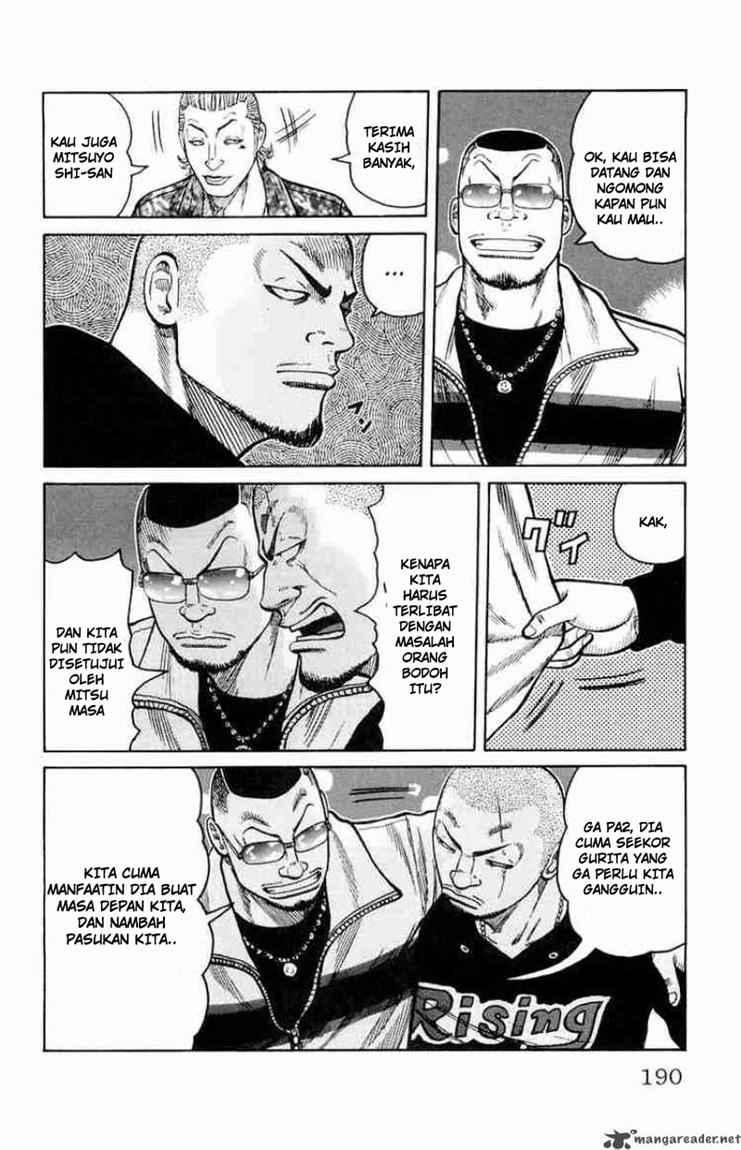 OK, KAU BISA
DATANG DAN
NGOMONG
KAPAN PUN
KAU MAU..
TERIMA
KASIH
BANYAK,
KAU JUGA
MITSUYO
SHI-SAN
...
KAK,
グイ
KENAPA
KITA
HARUS
TERLIBAT
DENGAN
MASALAH
ORANG
BODOH
ITU?
DAN KITA
PUN TIDAK
DISETUJUI
OLEH
MITSU
MASA
GA PA2, DIA
CUMA SEEKOR
GURITA YANG
GA PERLU KITA
GANGGUIN..
KITA CUMA
MANFAATIN DIA BUAT
MASA DEPAN KITA,
DAN NAMBAH
PASUKAN KITA..
Rising
190
mangareader.net